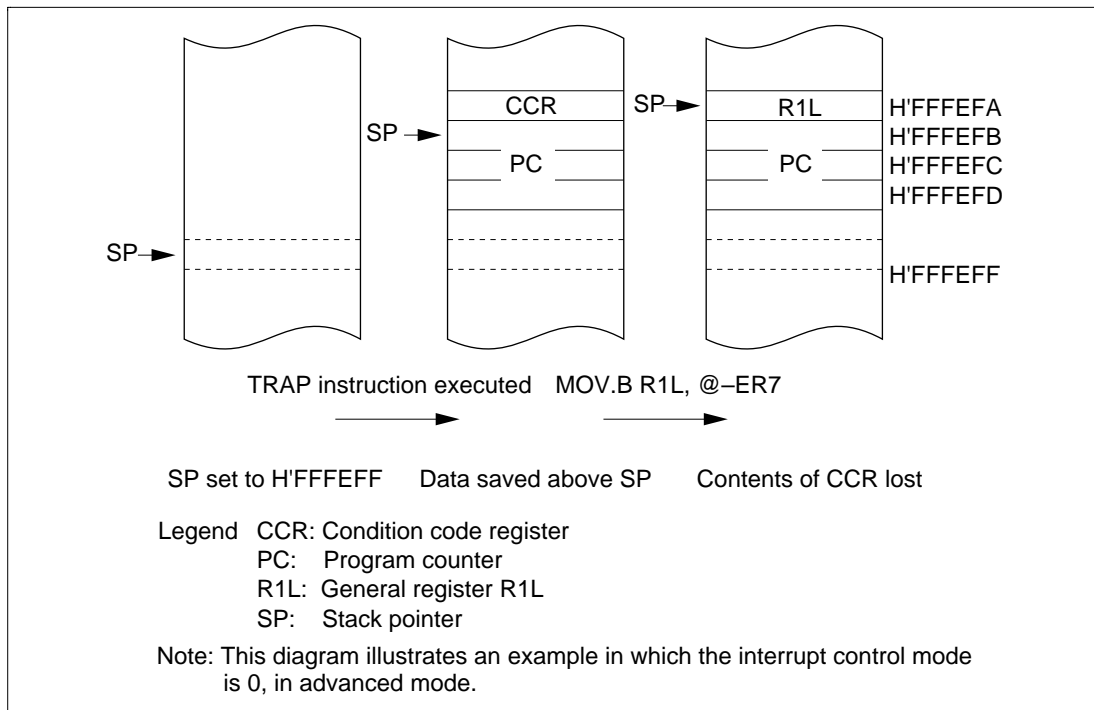 CCR SP R1L H'FFFEFA
SP H'FFFEFB
PC PC H'FFFEFC
H'FFFEFD
SP
H'FFFEFF
TRAP instruction executed MOV.B R1L, @–ER7
SP set to H'FFFEFF Data saved above SP Contents of CCR lost
Legend CCR: Condition code register
PC: Program counter
R1L: General register R1L
SP: Stack pointer
Note: This diagram illustrates an example in which the interrupt control mode
is 0, in advanced mode.